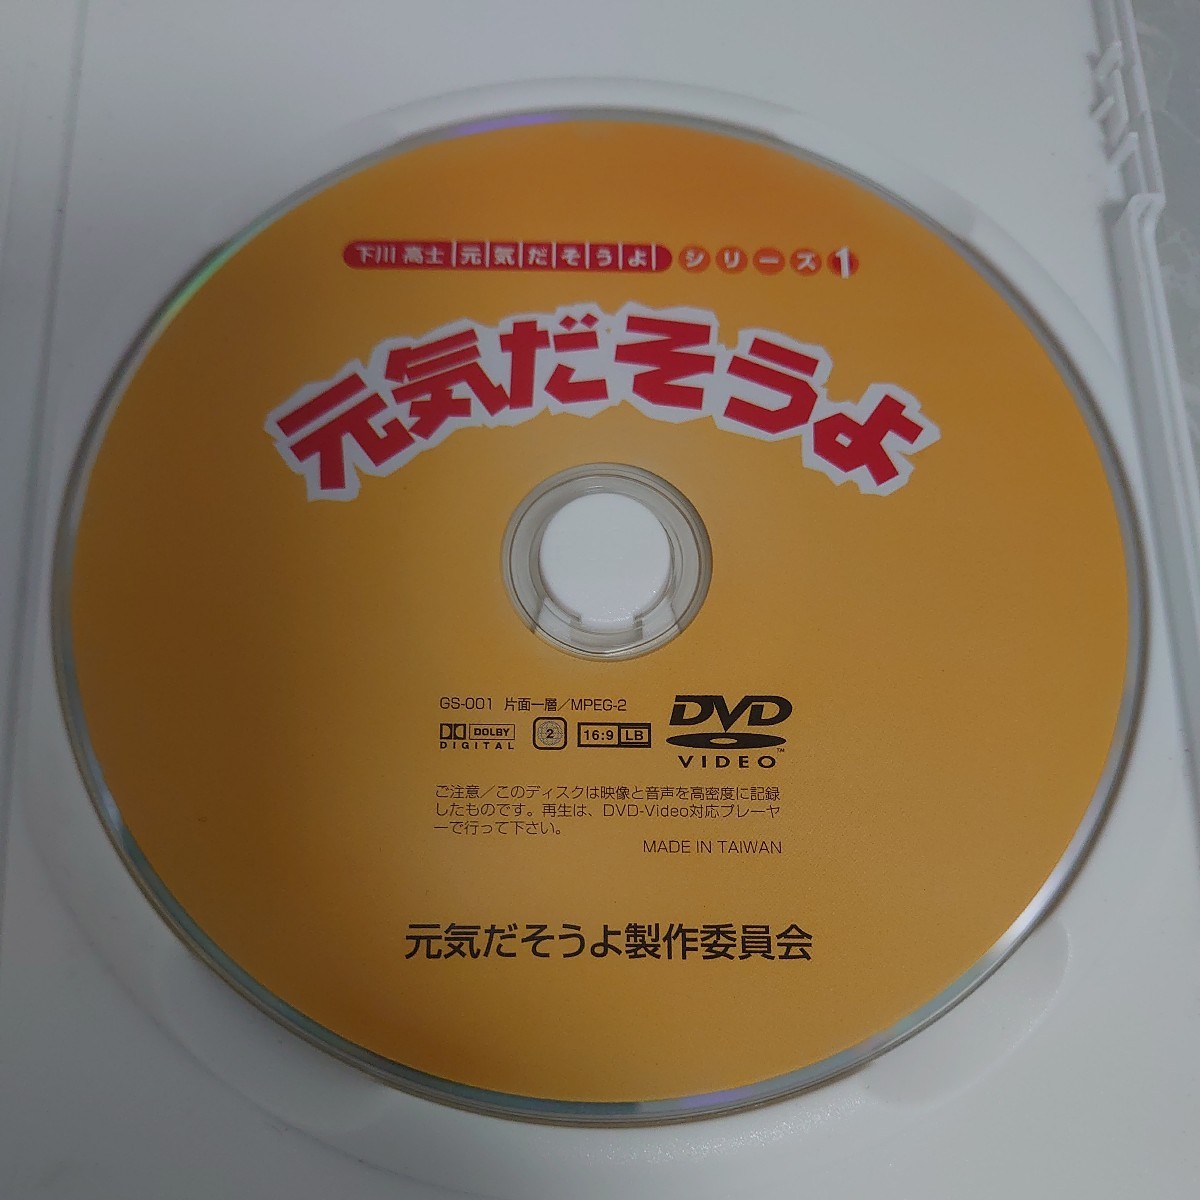 下川 高士 元気だそうよ シリーズ1
元気だそうよ
GS-001 片面一層／MPEG-2
DOLBY
DIGITAL
2
16:9 LB
DVD
VIDEO
TM
ご注意／このディスクは映像と音声を高密度に記録
したものです。再生は、DVD-Video対応プレーヤ
ーで行って下さい。
MADE IN TAIWAN
元気だそうよ製作委員会